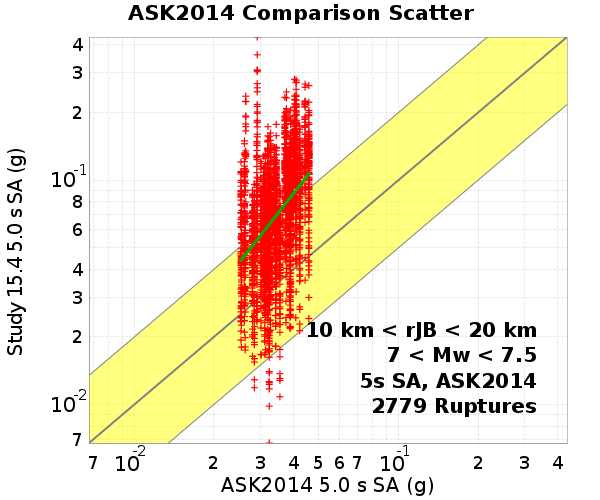 ASK2014 Comparison Scatter
Study 15.4 5.0 s SA (g)
4
3
2
10-1
8
6
4
3
2
10-2
7
10 km < rJB < 20 km
7 < Mw < 7.5
5s SA, ASK2014
2779 Ruptures
7 10-2 2 3 4 5 6 7 10-1 2 3 4
ASK2014 5.0 s SA (g)